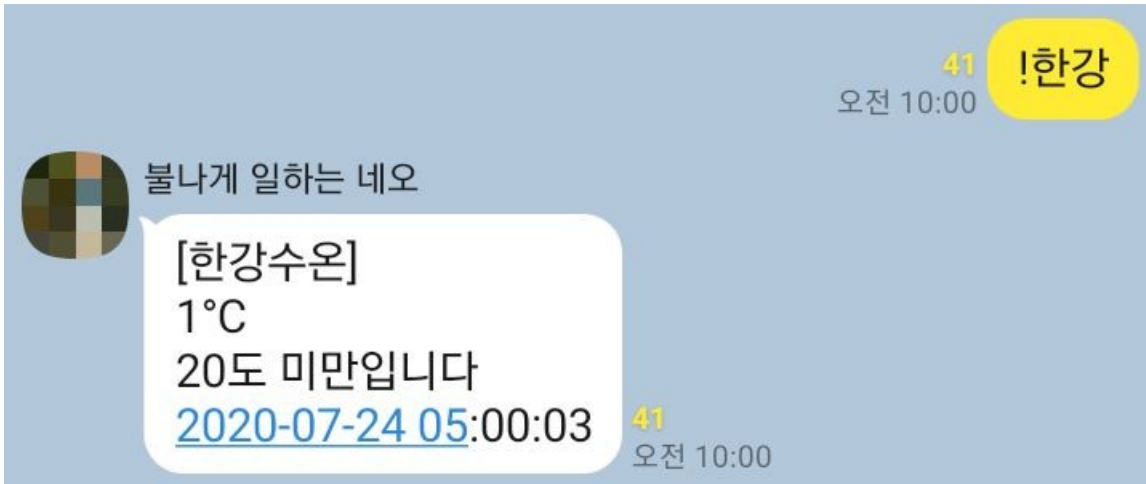 !한강
41
오전 10:00
불나게 일하는 네오
[한강수온]
1°C
20도 미만입니다
2020-07-24 05:00:03
41
오전 10:00